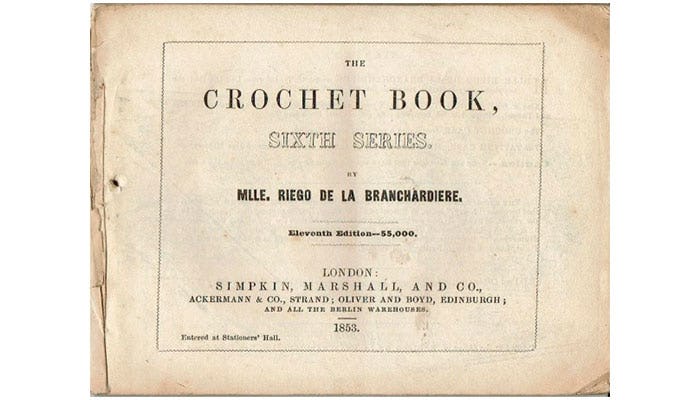 THE
CROCHET BOOK,
SIXTH SERIES.
BY
MLLE. RIEGO DE LA BRANCHARDIERE.
Eleventh Edition—55,000.
LONDON:
SIMPKIN, MARSHALL, AND CO.,
ACKERMANN & CO., STRAND; OLIVER AND BOYD, EDINBURGH;
AND ALL THE BERLIN WAREHOUSES.
1853.
Entered at Stationers' Hall.